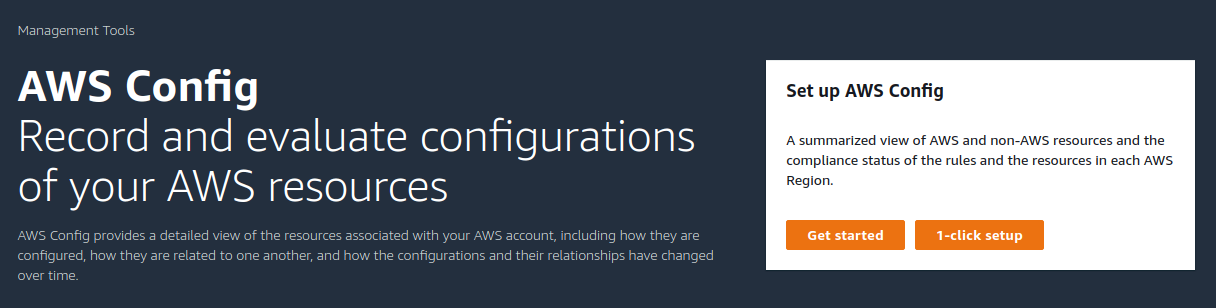 Management Tools
AWS Config
Record and evaluate configurations
of your AWS resources
AWS Config provides a detailed view of the resources associated with your AWS account, including how they are
configured, how they are related to one another, and how the configurations and their relationships have changed
over time.
Set up AWS Config
A summarized view of AWS and non-AWS resources and the
compliance status of the rules and the resources in each AWS
Region.
Get started
1-click setup